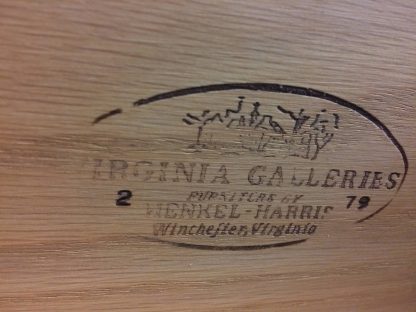 VIRGINIA GALLERIES
2 FURNITURE BY 79
HENKEL-HARRIS
Winchester, Virginia